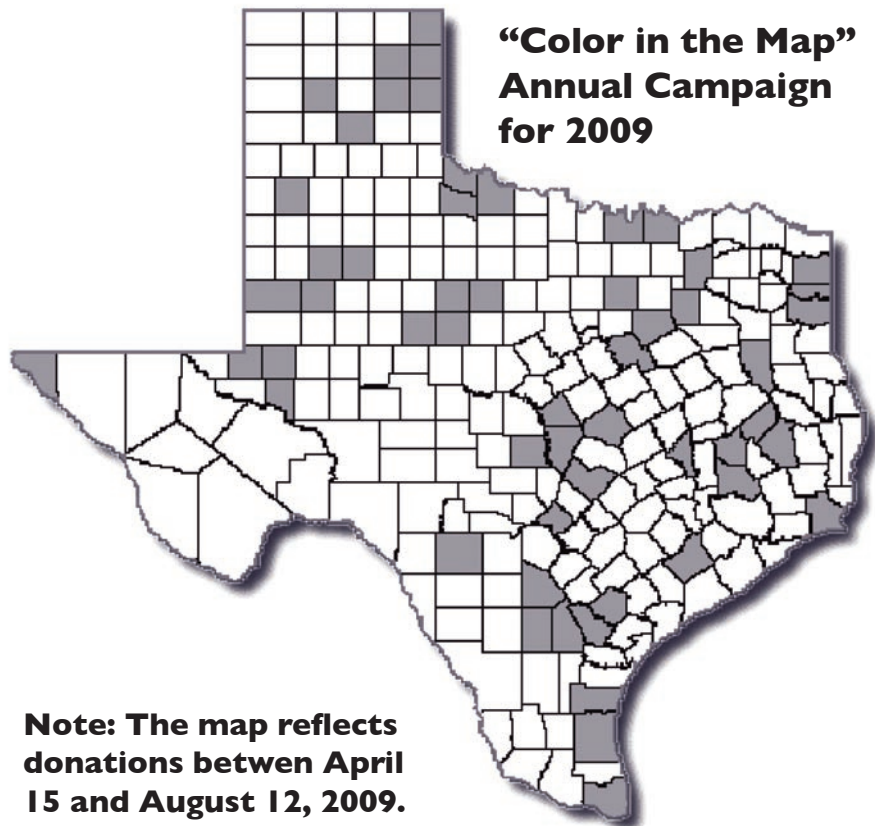 “Color in the Map”
Annual Campaign
for 2009
Note: The map reflects
donations betwen April
15 and August 12, 2009.